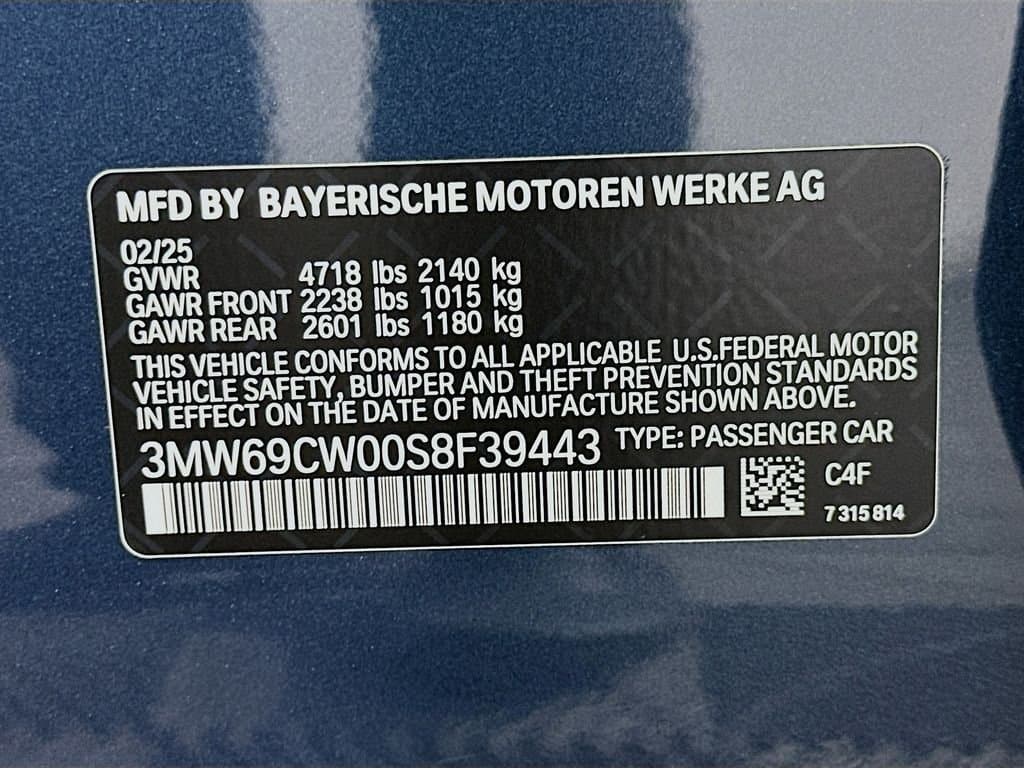 MFD BY BAYERISCHE MOTOREN WERKE AG
02/25
GVWR 4718 lbs 2140 kg
GAWR FRONT 2238 lbs 1015 kg
GAWR REAR 2601 lbs 1180 kg
THIS VEHICLE CONFORMS TO ALL APPLICABLE U.S.FEDERAL MOTOR
VEHICLE SAFETY, BUMPER AND THEFT PREVENTION STANDARDS
IN EFFECT ON THE DATE OF MANUFACTURE SHOWN ABOVE.
3MW69CW00S8F39443 TYPE: PASSENGER CAR
C4F
7 315 814